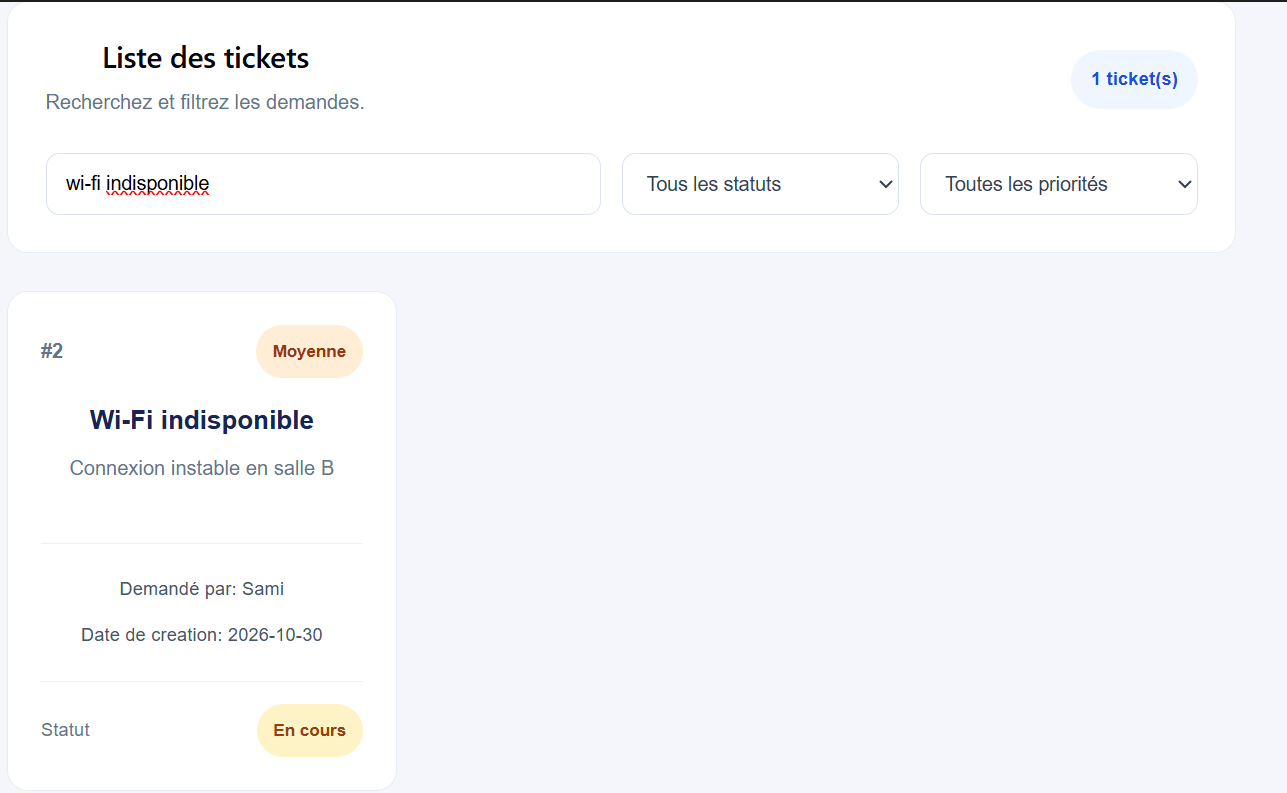 Liste des tickets
Recherchez et filtrez les demandes.
1 ticket(s)
wi-fi indisponible
Tous les statuts
Toutes les priorités
#2
Moyenne
Wi-Fi indisponible
Connexion instable en salle B
Demandé par: Sami
Date de creation: 2026-10-30
Statut
En cours